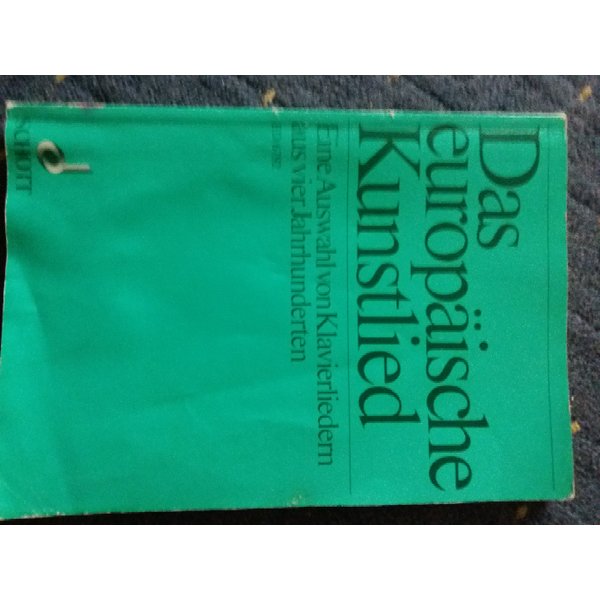 Das
europäische
Kunstlied
Eine Auswahl von Klavierliedern
aus vier Jahrhunderten
SCHOTT